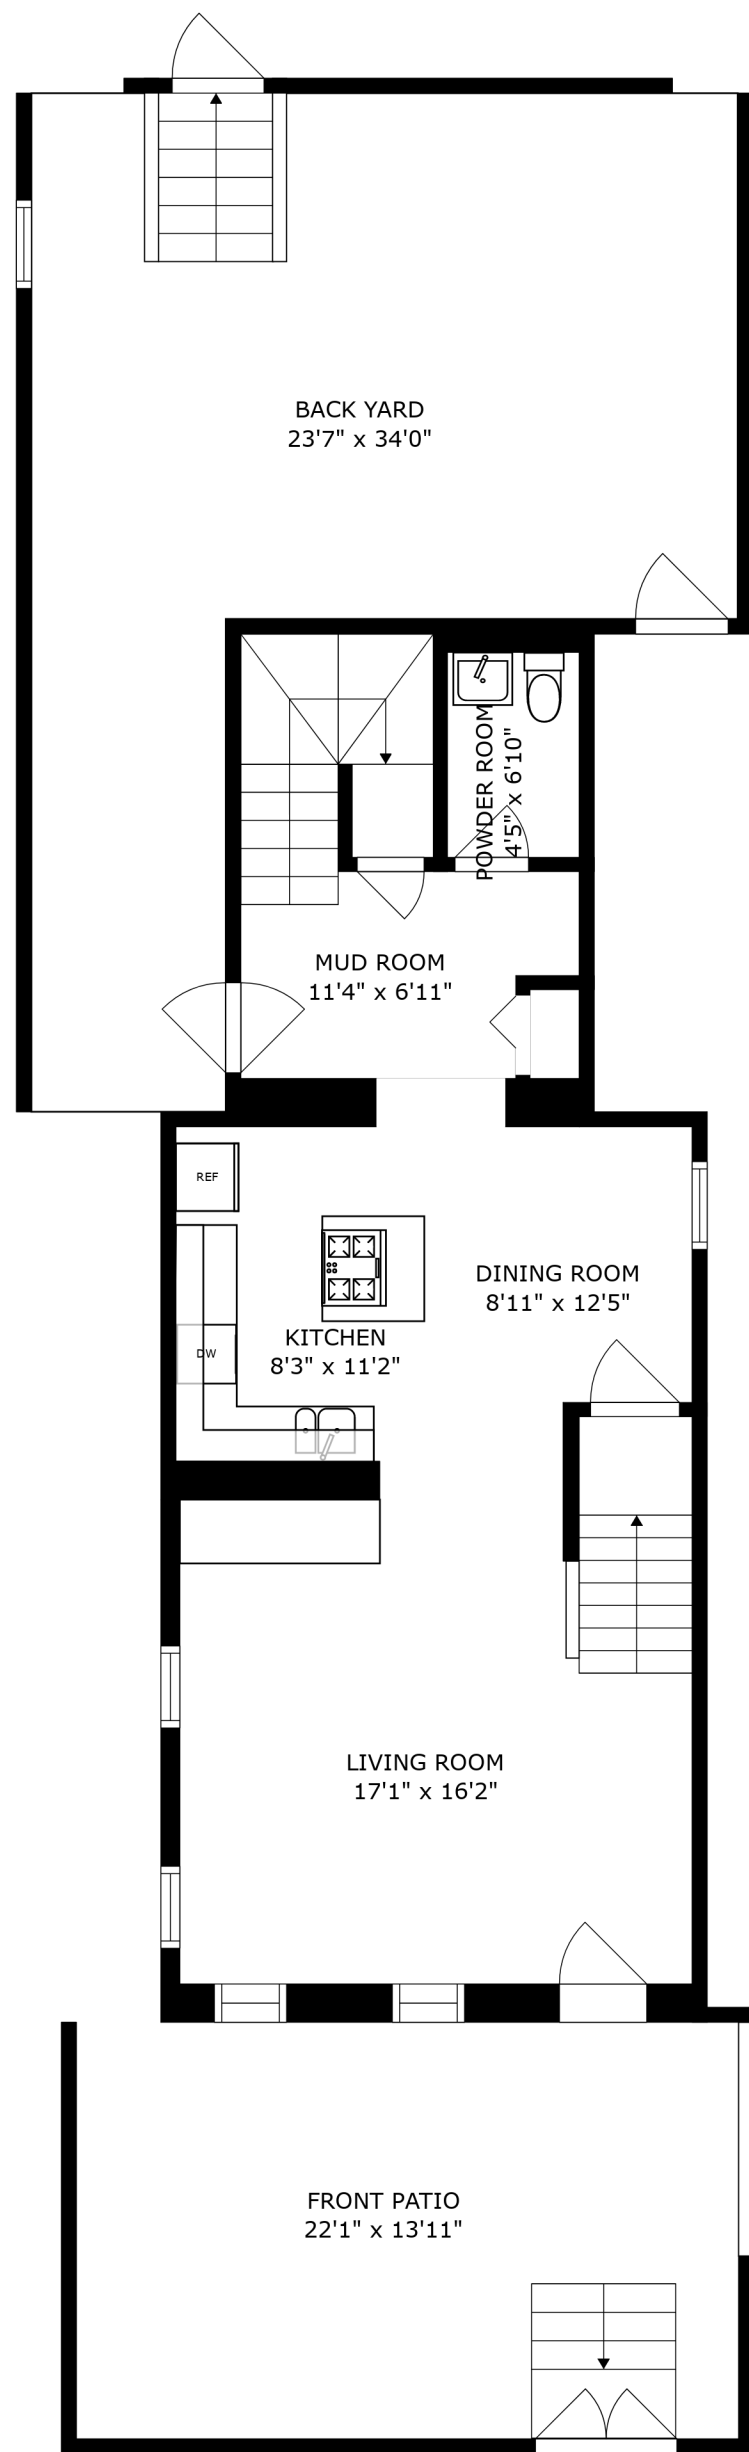 BACK YARD
23'7" x 34'0"
POWDER ROOM
4'5" x 6'10"
MUD ROOM
11'4" x 6'11"
REF
DINING ROOM
8'11" x 12'5"
KITCHEN
8'3" x 11'2"
DW
LIVING ROOM
17'1" x 16'2"
FRONT PATIO
22'1" x 13'11"